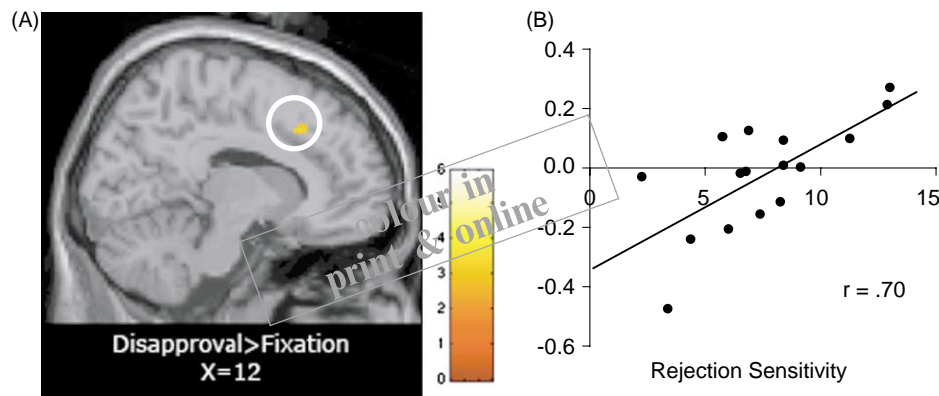 (A)
Disapproval>Fixation
X=12
6
5
4
3
2
1
0
colour in
print & online
(B)
0.4
0.2
0.0
-0.2
-0.4
-0.6
0
5
10
15
r = .70
Rejection Sensitivity